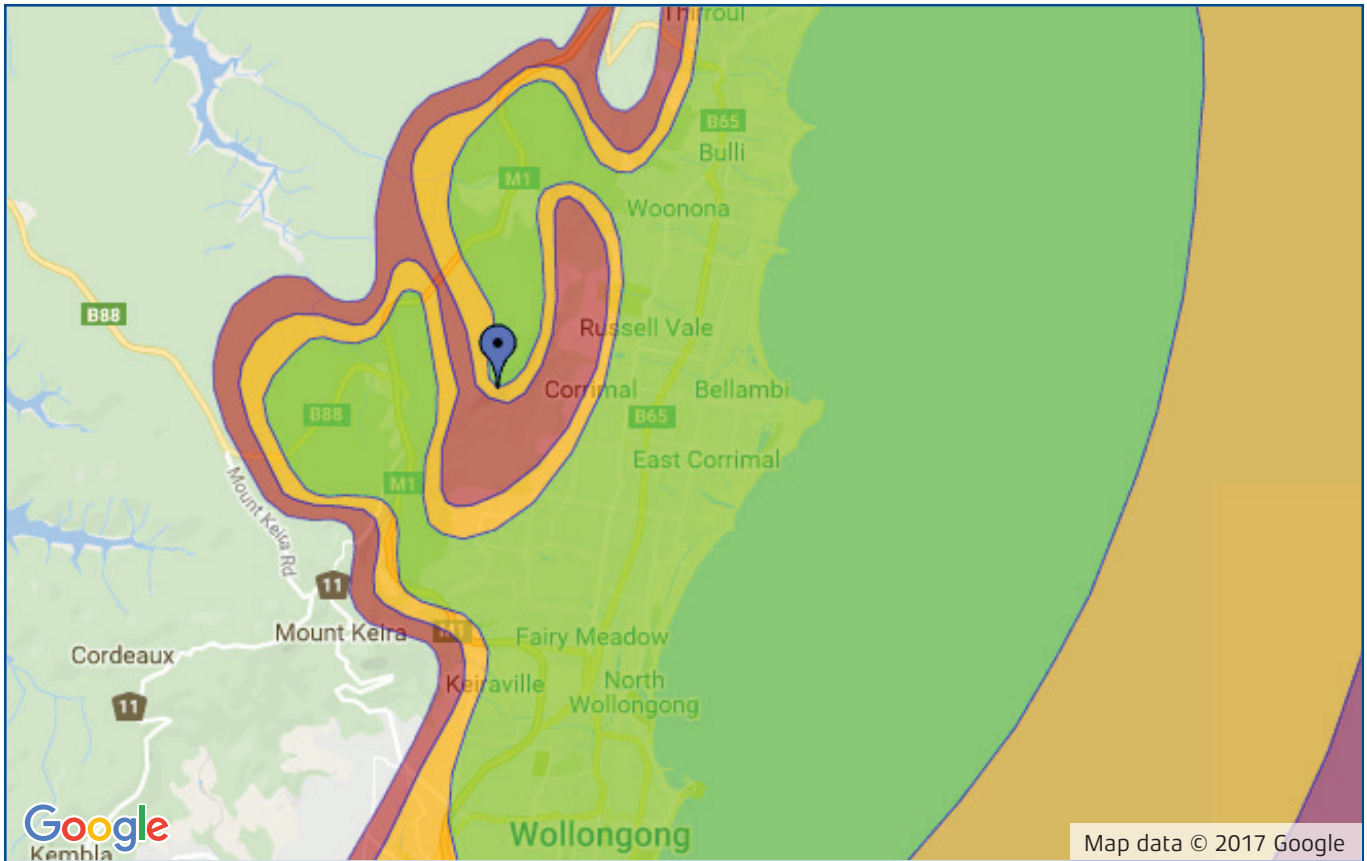 Thirroul
B65
Bulli
M1
Woonona
B88
Russell Vale
Corrimal
Bellambi
B88
B65
East Corrimal
M1
Mount Keira Rd
11
Mount Keira
M1
Fairy Meadow
Cordeaux
Keiraville
North
Wollongong
11
Google
Wollongong
Kembla
Map data © 2017 Google